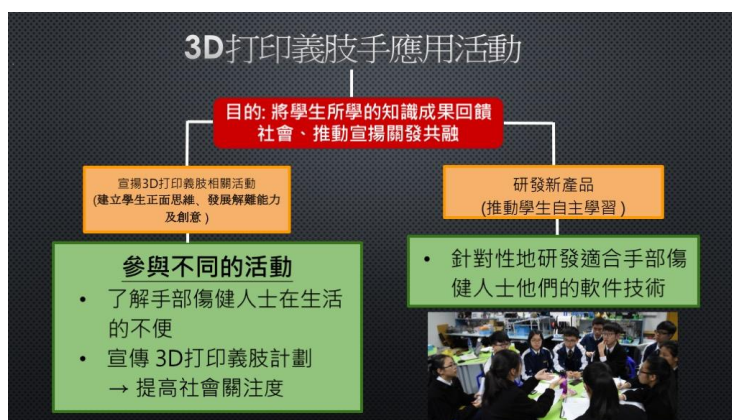 3D打印義肢手應用活動
目的: 將學生所學的知識成果回饋
社會、推動宣揚關發共融
宣揚3D打印義肢相關活動
(建立學生正面思維、發展解難能力
及創意 )
參與不同的活動
• 了解手部傷健人士在生活
的不便
• 宣傳 3D打印義肢計劃
→ 提高社會關注度
研發新產品
(推動學生自主學習 )
• 針對性地研發適合手部傷
健人士他們的軟件技術